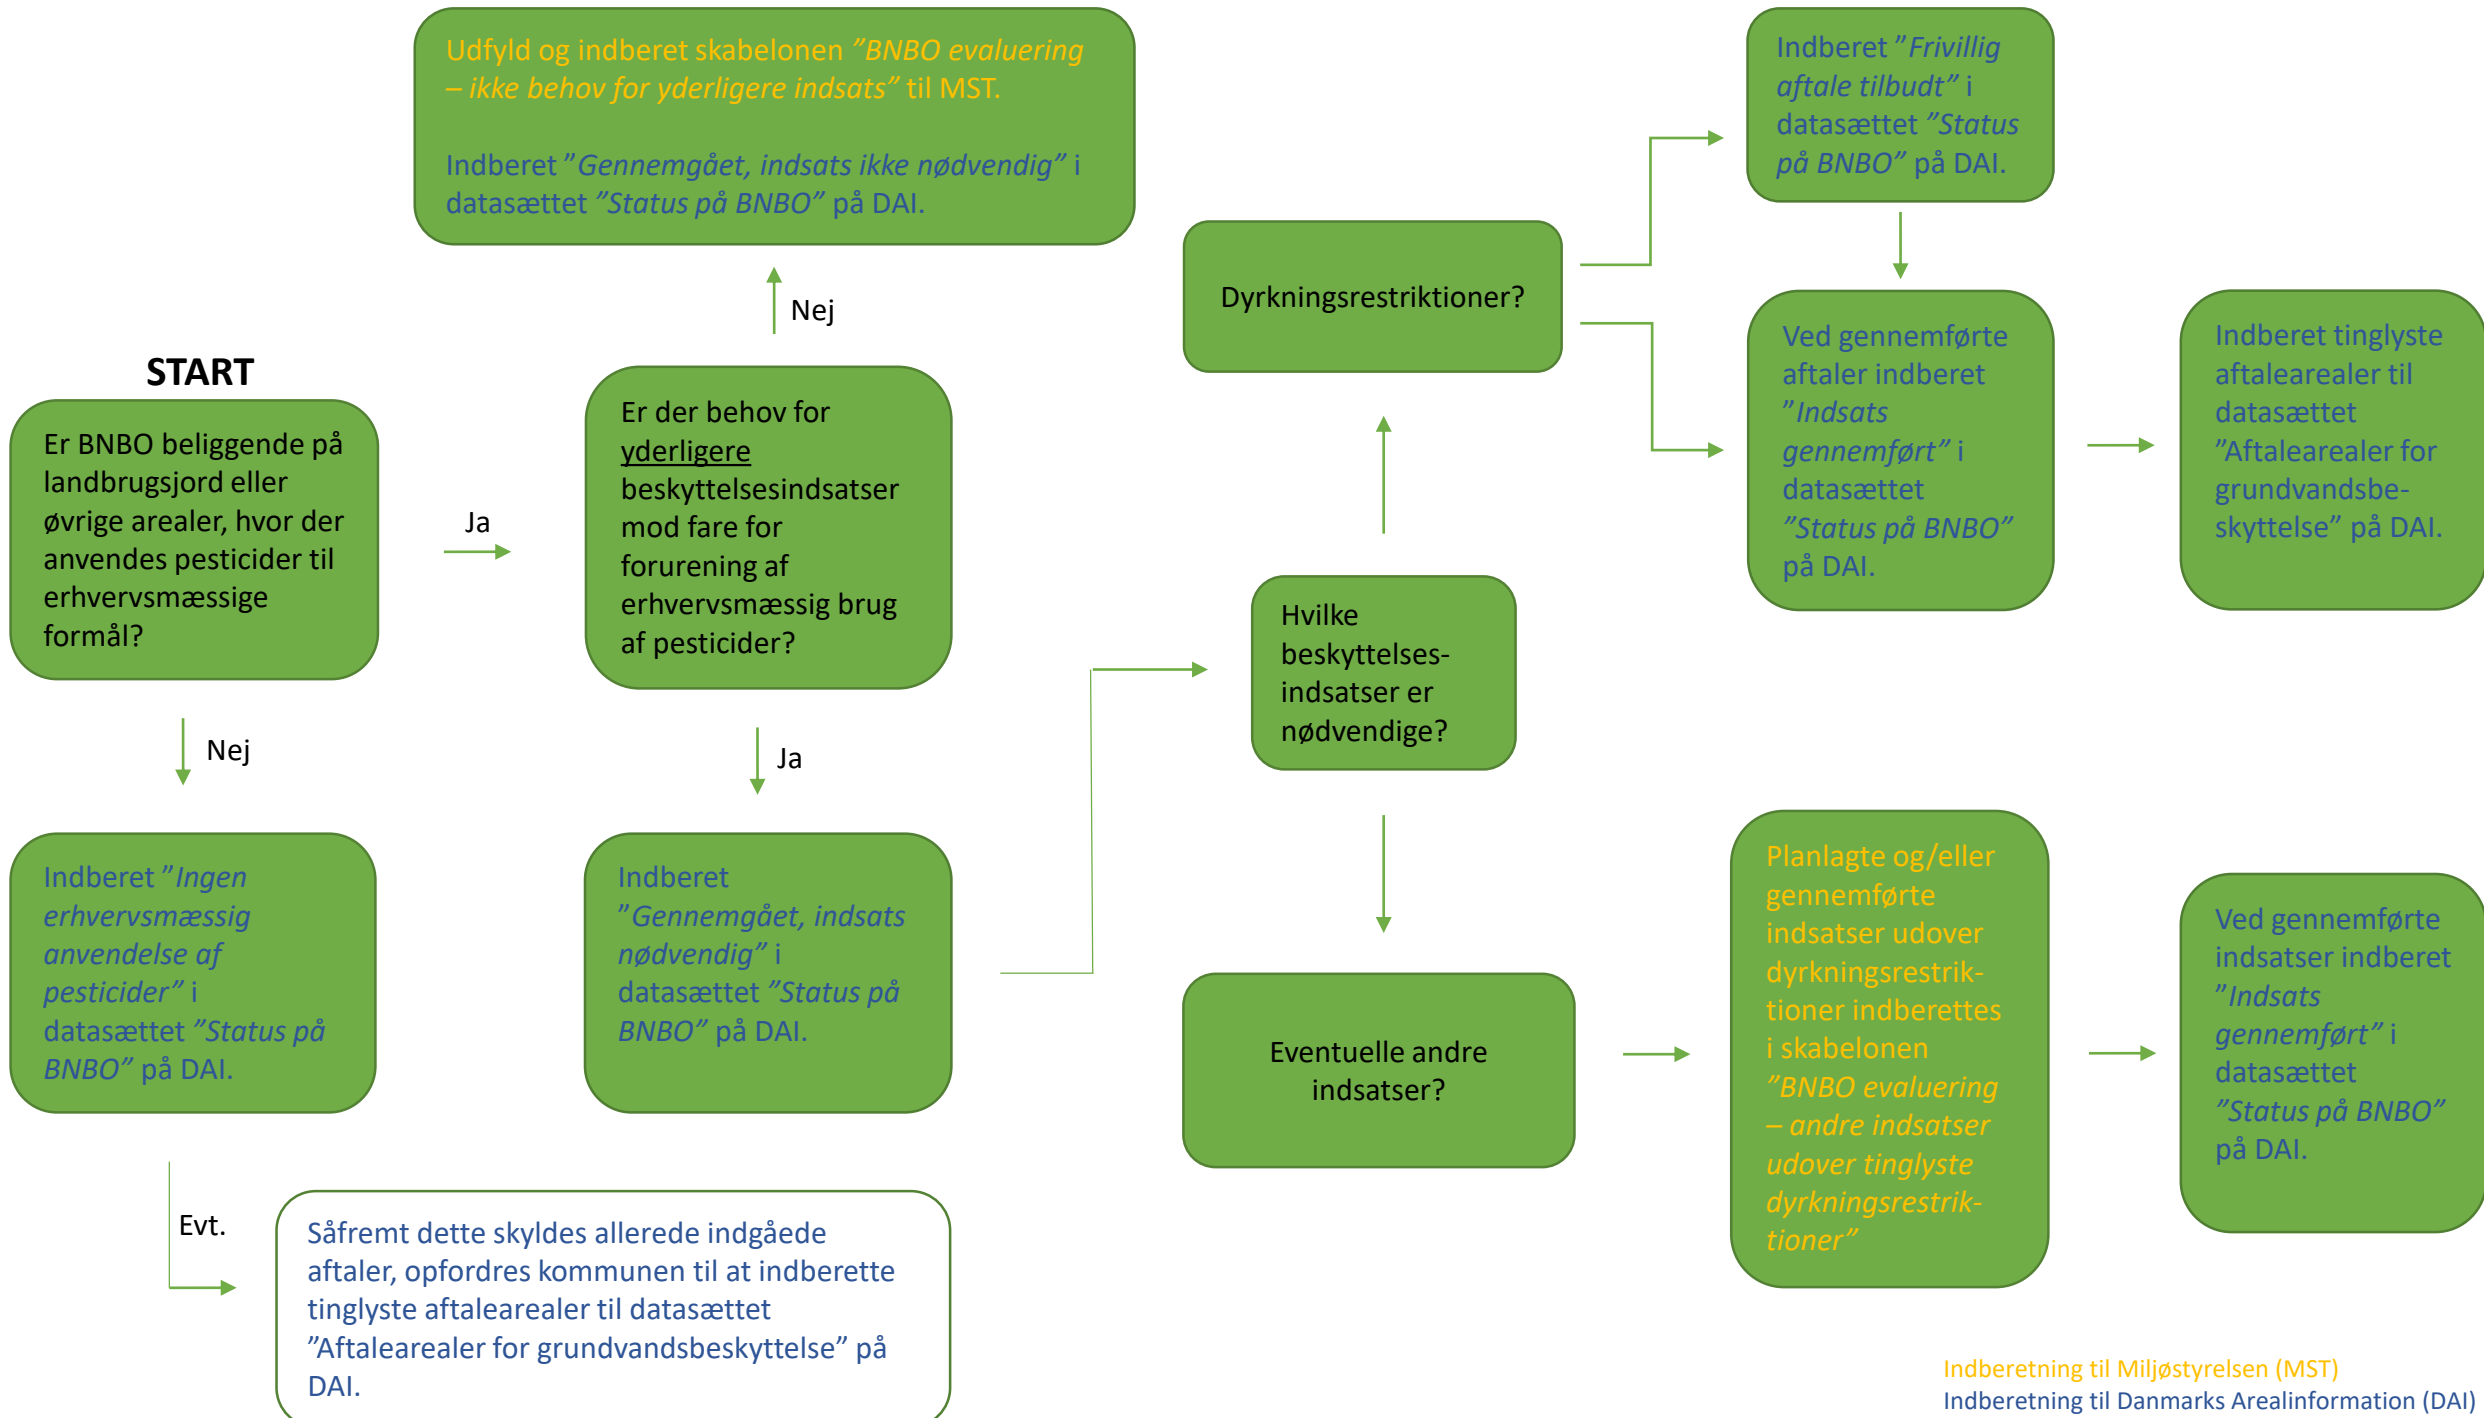 START
Er BNBO beliggende på
landbrugsjord eller
øvrige arealer, hvor der
anvendes pesticider til
erhvervsmæssige
formål?
Ja
Nej
Er der behov for
yderligere
beskyttelsesindsatser
mod fare for
forurening af
erhvervsmæssig brug
af pesticider?
Nej
Ja
Udfyld og indberet skabelonen ”BNBO evaluering
– ikke behov for yderligere indsats” til MST.
Indberet ”Gennemgået, indsats ikke nødvendig” i
datasættet ”Status på BNBO” på DAI.
Indberet ”Ingen
erhvervsmæssig
anvendelse af
pesticider” i
datasættet ”Status på
BNBO” på DAI.
Evt.
Såfremt dette skyldes allerede indgåede
aftaler, opfordres kommunen til at indberette
tinglyste aftalearealer til datasættet
”Aftalearealer for grundvandsbeskyttelse” på
DAI.
Indberet
”Gennemgået, indsats
nødvendig” i
datasættet ”Status på
BNBO” på DAI.
Hvilke
beskyttelses-
indsatser er
nødvendige?
Dyrkningsrestriktioner?
Indberet ”Frivillig
aftale tilbudt” i
datasættet ”Status
på BNBO” på DAI.
Ved gennemførte
aftaler indberet
”Indsats
gennemført” i
datasættet
”Status på BNBO”
på DAI.
Indberet tinglyste
aftalearealer til
datasættet
”Aftalearealer for
grundvandsbe-
skyttelse” på DAI.
Eventuelle andre
indsatser?
Planlagte og/eller
gennemførte
indsatser udover
dyrkningsrestrik-
tioner indberettes
i skabelonen
”BNBO evaluering
– andre indsatser
udover tinglyste
dyrkningsrestrik-
tioner”
Ved gennemførte
indsatser indberet
”Indsats
gennemført” i
datasættet
”Status på BNBO”
på DAI.
Indberetning til Miljøstyrelsen (MST)
Indberetning til Danmarks Arealinformation (DAI)